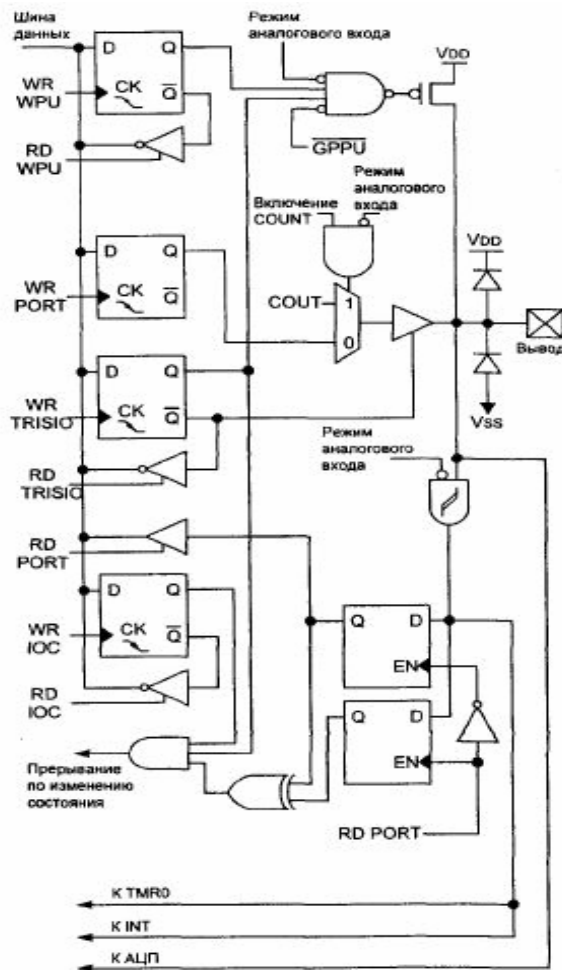 Шина
данных
Режим
аналогового входа
VDD
D
Q
WR
WPU
CK
Q
RD
WPU
GPPU
Режим
аналогового
входа
Включение
COUNT
D
Q
WR
PORT
CK
Q
COUT
1
0
VDD
Вывод
VSS
D
Q
WR
TRISIO
CK
Q
RD
TRISIO
Режим
аналогового
входа
RD
PORT
D
Q
WR
IOC
CK
Q
RD
IOC
Q
D
EN
Q
D
EN
Прерывание
по изменению
состояния
RD PORT
К TMR0
К INT
К АЦП